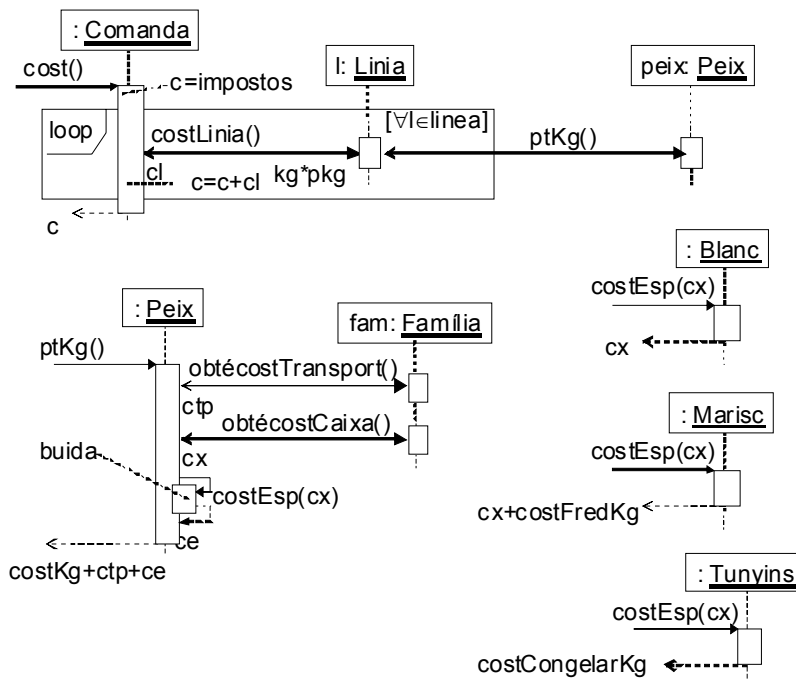 : Comanda
cost()
c=impostos
l: Linia
peix: Peix
loop
costLinia()
[∀l∈linea]
ptKg()
cl
c=c+cl
kg*pkg
c
: Blanc
costEsp(cx)
cx
: Peix
fam: Família
ptKg()
obtécostTransport()
ctp
obtécostCaixa()
cx
buida
costEsp(cx)
ce
costKg+ctp+ce
: Marisc
costEsp(cx)
cx+costFredKg
: Tunyins
costEsp(cx)
costCongelarKg